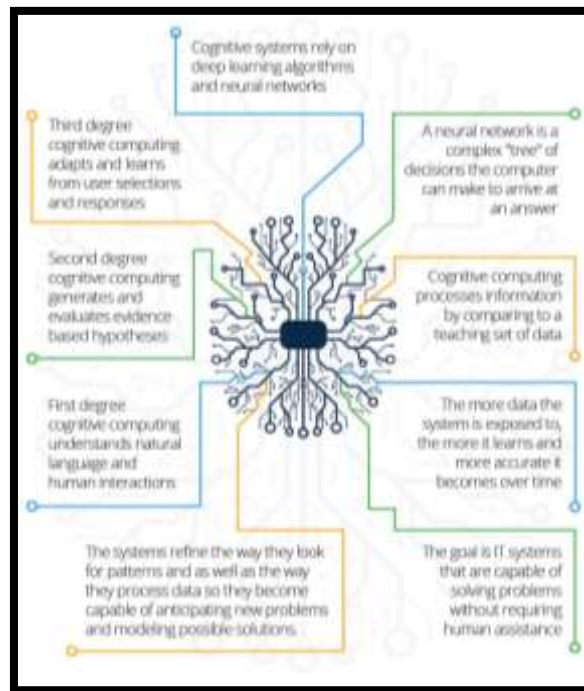 Cognitive systems rely on
deep learning algorithms
and neural networks
Third degree
cognitive computing
adapts and learns
from user selections
and responses
A neural network is a
complex "tree" of
decisions the computer
can make to arrive at
an answer
Second degree
cognitive computing
generates and
evaluates evidence
based hypotheses
Cognitive computing
processes information
by comparing to a
teaching set of data
First degree
cognitive computing
understands natural
language and
human interactions
The more data the
system is exposed to,
the more it learns and
more accurate it
becomes over time
The systems refine the way they look
for patterns and as well as the way
they process data so they become
capable of anticipating new problems
and modeling possible solutions
The goal is IT systems
that are capable of
solving problems
without requiring
human assistance